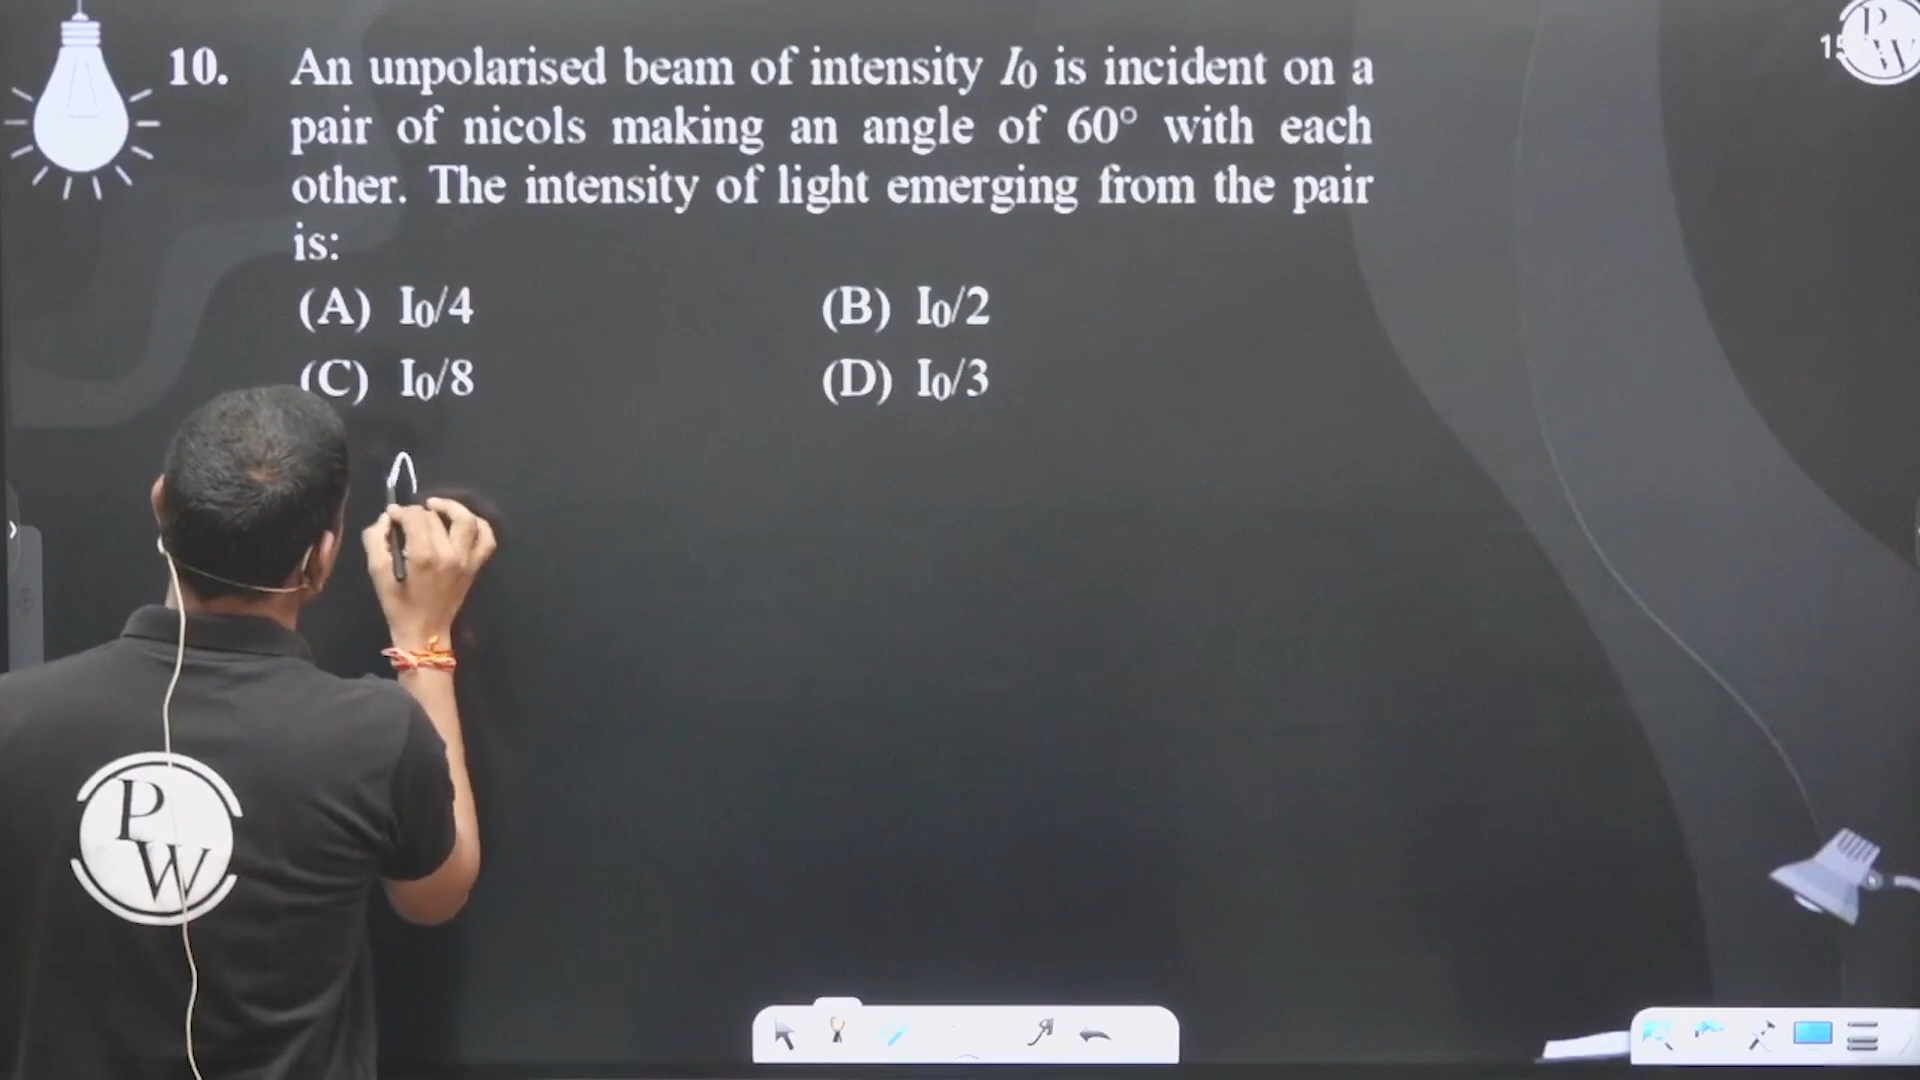 10. An unpolarised beam of intensity I₀ is incident on a
pair of nicols making an angle of 60° with each
other. The intensity of light emerging from the pair
is:
(A) I₀/4 (B) I₀/2
(C) I₀/8 (D) I₀/3
PW
PW